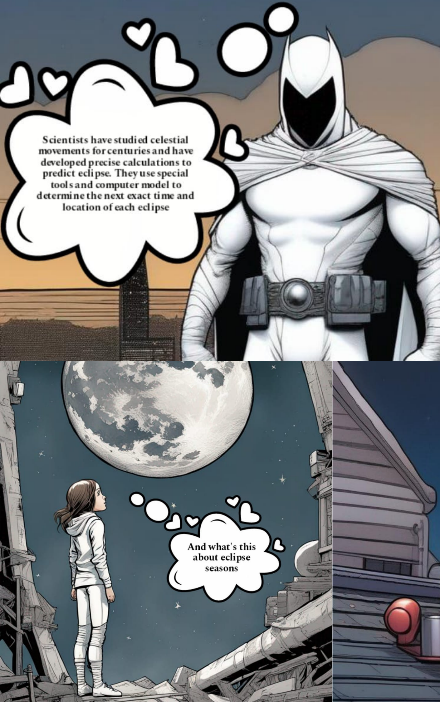 Scientists have studied celestial
movements for centuries and have
developed precise calculations to
predict eclipse. They use special
tools and computer model to
determine the next exact time and
location of each eclipse
And what's this
about eclipse
seasons